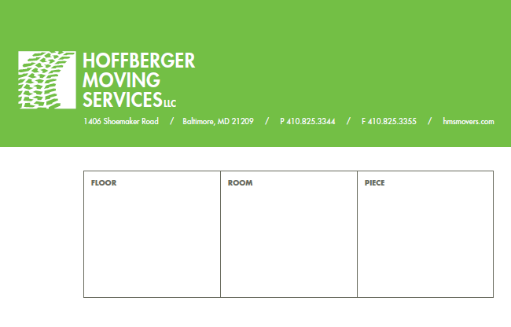 HOFFBERGER
MOVING
SERVICES LLC
1406 Shoemaker Road / Baltimore, MD 21209 / P 410.825.3344 / F 410.825.3355 / hmsmovers.com
FLOOR ROOM PIECE